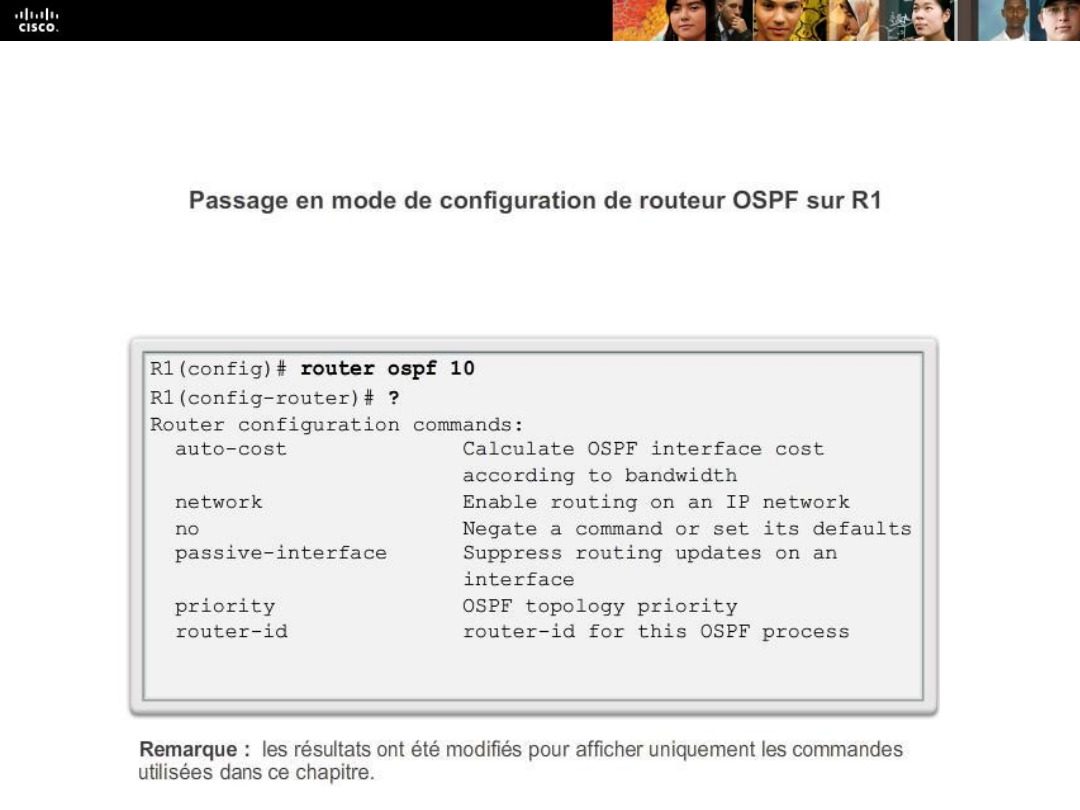 cisco.
Passage en mode de configuration de routeur OSPF sur R1
R1(config)# router ospf 10
R1(config-router)# ?
Router configuration commands:
auto-cost Calculate OSPF interface cost
according to bandwidth
network Enable routing on an IP network
no Negate a command or set its defaults
passive-interface Suppress routing updates on an
interface
priority OSPF topology priority
router-id router-id for this OSPF process
Remarque : les résultats ont été modifiés pour afficher uniquement les commandes
utilisées dans ce chapitre.